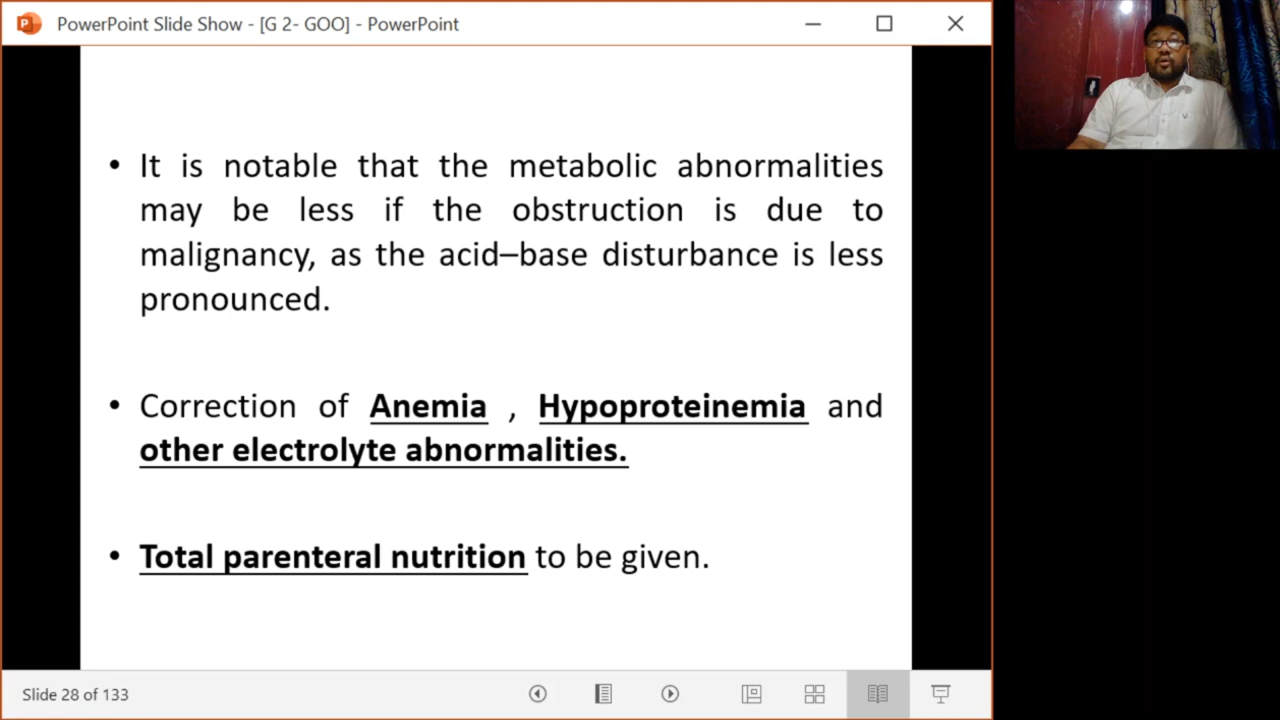 PowerPoint Slide Show - [G 2- GOO] - PowerPoint
• It is notable that the metabolic abnormalities
may be less if the obstruction is due to
malignancy, as the acid–base disturbance is less
pronounced.
• Correction of Anemia , Hypoproteinemia and
other electrolyte abnormalities.
• Total parenteral nutrition to be given.
Slide 28 of 133